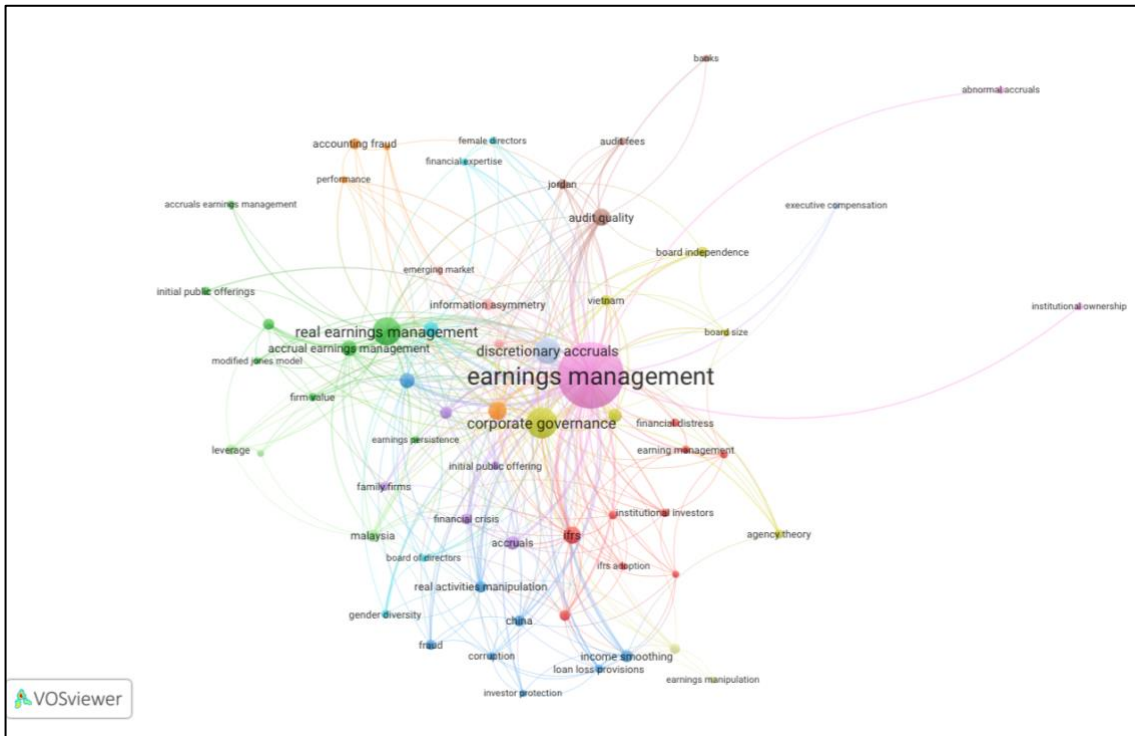 banks
abnormal accruals
female directors
audit fees
accounting fraud
financial expertise
performance
jordan
accruals earnings management
executive compensation
audit quality
board independence
emerging market
initial public offerings
vietnam
information asymmetry
institutional ownership
real earnings management
board size
accrual earnings management
discretionary accruals
modified jones model
earnings management
firm value
corporate governance
financial distress
earnings persistence
leverage
earning management
initial public offering
family firms
institutional investors
financial crisis
malaysia
accruals
ifrs
agency theory
board of directors
ifrs adoption
real activities manipulation
gender diversity
china
fraud
corruption
income smoothing
loan loss provisions
earnings manipulation
investor protection
VOSviewer